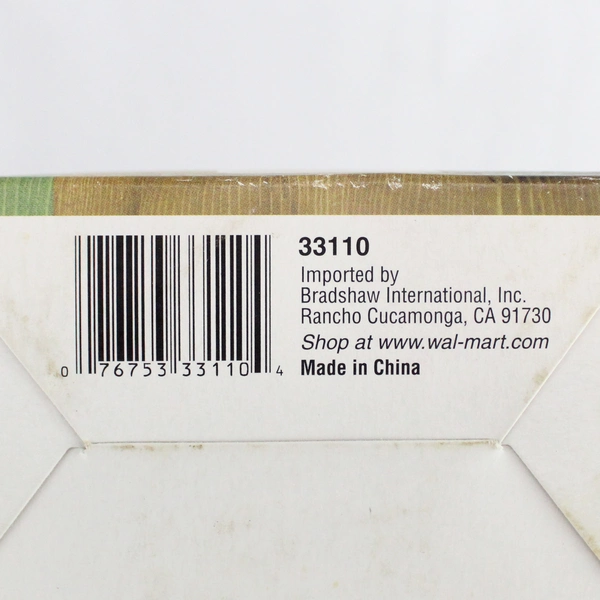 33110
Imported by
Bradshaw International, Inc.
Rancho Cucamonga, CA 91730
Shop at www.wal-mart.com
Made in China
0 76753 33110 4